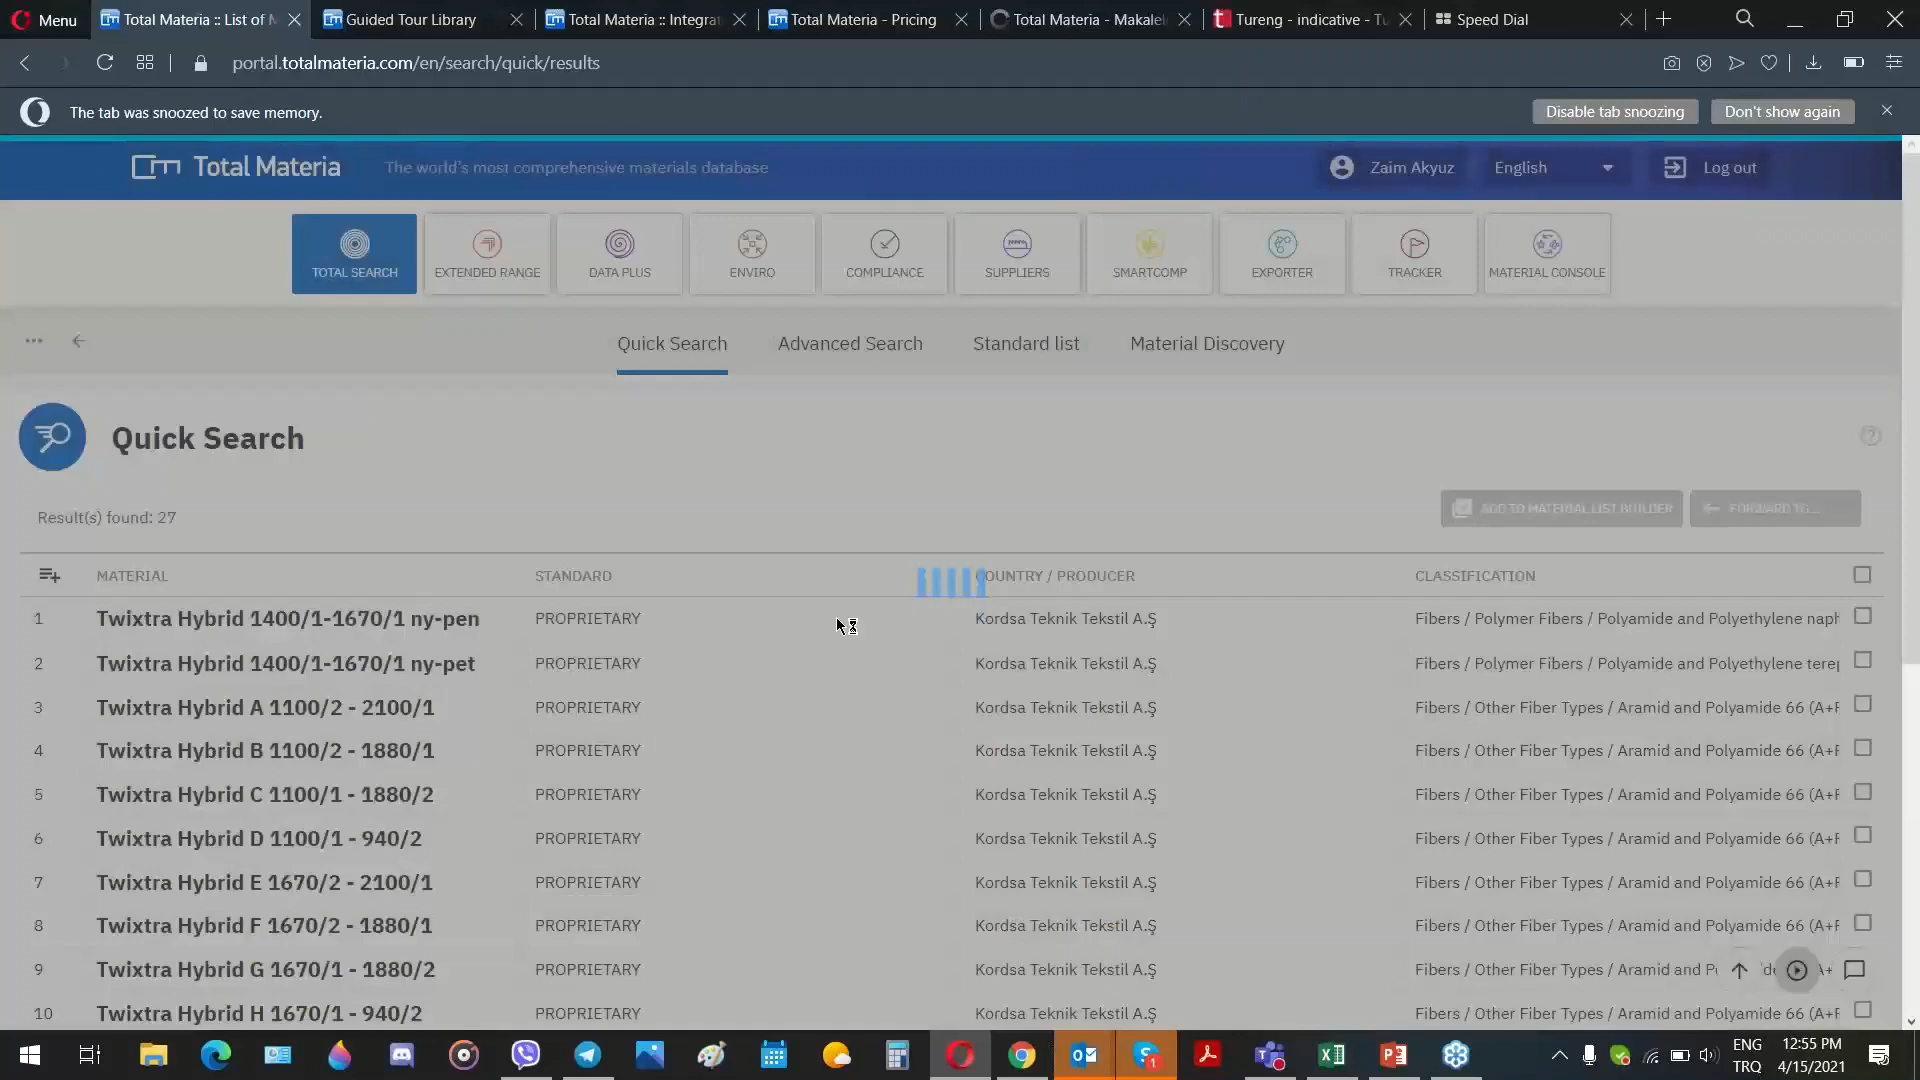 Menu
Total Materia :: List of M
Guided Tour Library
Total Materia :: Integrat
Total Materia - Pricing
Total Materia - Makalel
Tureng - indicative - Tu
Speed Dial
portal.totalmateria.com/en/search/quick/results
The tab was snoozed to save memory.
Disable tab snoozing
Don't show again
Total Materia
The world's most comprehensive materials database
Zaim Akyuz
English
Log out
TOTAL SEARCH
EXTENDED RANGE
DATA PLUS
ENVIRO
COMPLIANCE
SUPPLIERS
SMARTCOMP
EXPORTER
TRACKER
MATERIAL CONSOLE
Quick Search
Advanced Search
Standard list
Material Discovery
Quick Search
Result(s) found: 27
ADD TO MATERIAL LIST BUILDER
FORWARD TO...
MATERIAL STANDARD COUNTRY / PRODUCER CLASSIFICATION
1 Twixtra Hybrid 1400/1-1670/1 ny-pen PROPRIETARY Kordsa Teknik Tekstil A.Ş Fibers / Polymer Fibers / Polyamide and Polyethylene naph
2 Twixtra Hybrid 1400/1-1670/1 ny-pet PROPRIETARY Kordsa Teknik Tekstil A.Ş Fibers / Polymer Fibers / Polyamide and Polyethylene terep
3 Twixtra Hybrid A 1100/2 - 2100/1 PROPRIETARY Kordsa Teknik Tekstil A.Ş Fibers / Other Fiber Types / Aramid and Polyamide 66 (A+P
4 Twixtra Hybrid B 1100/2 - 1880/1 PROPRIETARY Kordsa Teknik Tekstil A.Ş Fibers / Other Fiber Types / Aramid and Polyamide 66 (A+P
5 Twixtra Hybrid C 1100/1 - 1880/2 PROPRIETARY Kordsa Teknik Tekstil A.Ş Fibers / Other Fiber Types / Aramid and Polyamide 66 (A+P
6 Twixtra Hybrid D 1100/1 - 940/2 PROPRIETARY Kordsa Teknik Tekstil A.Ş Fibers / Other Fiber Types / Aramid and Polyamide 66 (A+P
7 Twixtra Hybrid E 1670/2 - 2100/1 PROPRIETARY Kordsa Teknik Tekstil A.Ş Fibers / Other Fiber Types / Aramid and Polyamide 66 (A+P
8 Twixtra Hybrid F 1670/2 - 1880/1 PROPRIETARY Kordsa Teknik Tekstil A.Ş Fibers / Other Fiber Types / Aramid and Polyamide 66 (A+P
9 Twixtra Hybrid G 1670/1 - 1880/2 PROPRIETARY Kordsa Teknik Tekstil A.Ş Fibers / Other Fiber Types / Aramid and
10 Twixtra Hybrid H 1670/1 - 940/2 PROPRIETARY Kordsa Teknik Tekstil A.Ş Fibers / Other Fiber Types / Aramid and Polyamide 66 (A+P
ENG 12:55 PM
TRQ 4/15/2021